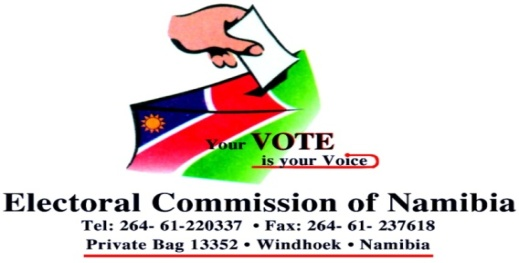 Your VOTE
is your Voice
Electoral Commission of Namibia
Tel: 264- 61-220337 • Fax: 264- 61- 237618
Private Bag 13352 • Windhoek • Namibia